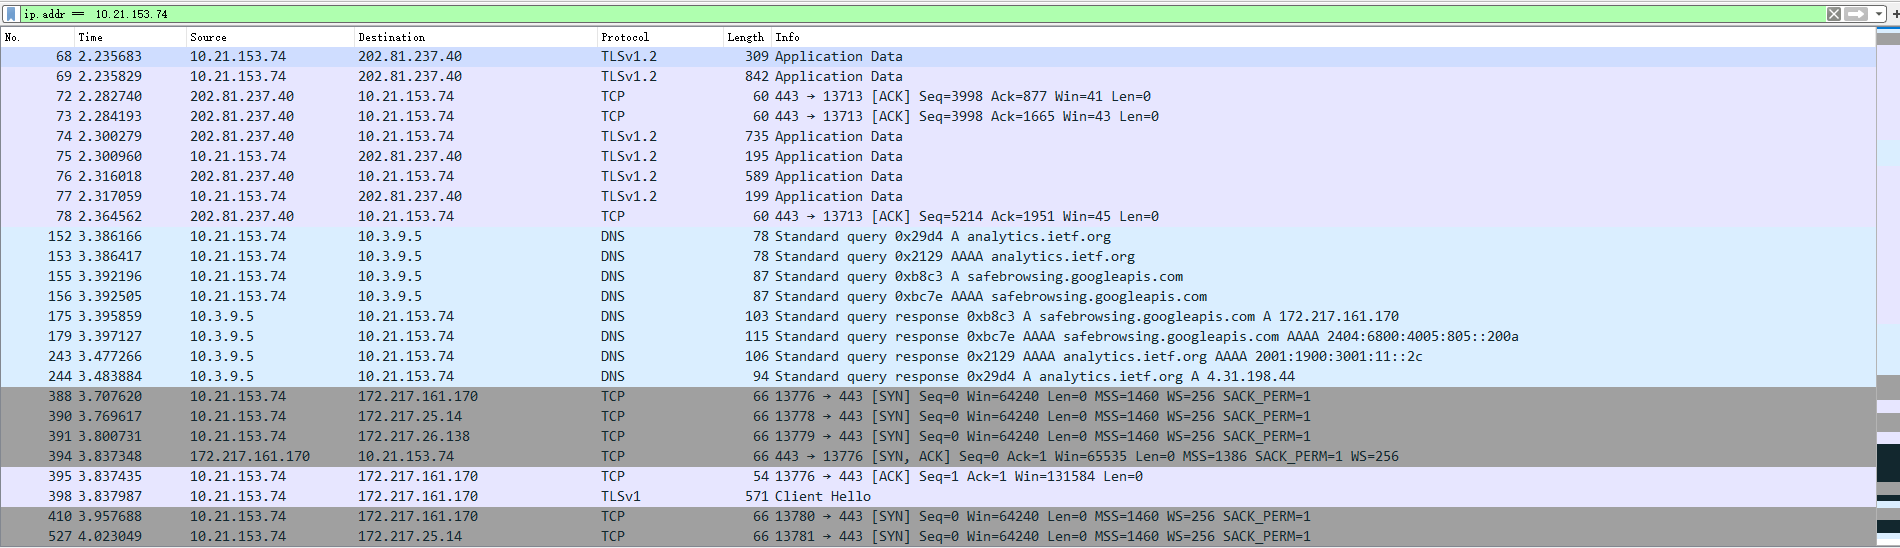 ip.addr == 10.21.153.74
No. Time Source Destination Protocol Length Info
68 2.235683 10.21.153.74 202.81.237.40 TLSv1.2 309 Application Data
69 2.235829 10.21.153.74 202.81.237.40 TLSv1.2 842 Application Data
72 2.282740 202.81.237.40 10.21.153.74 TCP 60 443 → 13713 [ACK] Seq=3998 Ack=877 Win=41 Len=0
73 2.284193 202.81.237.40 10.21.153.74 TCP 60 443 → 13713 [ACK] Seq=3998 Ack=1665 Win=43 Len=0
74 2.300279 202.81.237.40 10.21.153.74 TLSv1.2 735 Application Data
75 2.300960 10.21.153.74 202.81.237.40 TLSv1.2 195 Application Data
76 2.316018 202.81.237.40 10.21.153.74 TLSv1.2 589 Application Data
77 2.317059 10.21.153.74 202.81.237.40 TLSv1.2 199 Application Data
78 2.364562 202.81.237.40 10.21.153.74 TCP 60 443 → 13713 [ACK] Seq=5214 Ack=1951 Win=45 Len=0
152 3.386166 10.21.153.74 10.3.9.5 DNS 78 Standard query 0x29d4 A analytics.ietf.org
153 3.386417 10.21.153.74 10.3.9.5 DNS 78 Standard query 0x2129 AAAA analytics.ietf.org
155 3.392196 10.21.153.74 10.3.9.5 DNS 87 Standard query 0xb8c3 A safebrowsing.googleapis.com
156 3.392505 10.21.153.74 10.3.9.5 DNS 87 Standard query 0xbc7e AAAA safebrowsing.googleapis.com
175 3.395859 10.3.9.5 10.21.153.74 DNS 103 Standard query response 0xb8c3 A safebrowsing.googleapis.com A 172.217.161.170
179 3.397127 10.3.9.5 10.21.153.74 DNS 115 Standard query response 0xbc7e AAAA safebrowsing.googleapis.com AAAA 2404:6800:4005:805::200a
243 3.477266 10.3.9.5 10.21.153.74 DNS 106 Standard query response 0x2129 AAAA analytics.ietf.org AAAA 2001:1900:3001:11::2c
244 3.483884 10.3.9.5 10.21.153.74 DNS 94 Standard query response 0x29d4 A analytics.ietf.org A 4.31.198.44
388 3.707620 10.21.153.74 172.217.161.170 TCP 66 13776 → 443 [SYN] Seq=0 Win=64240 Len=0 MSS=1460 WS=256 SACK_PERM=1
390 3.769617 10.21.153.74 172.217.25.14 TCP 66 13778 → 443 [SYN] Seq=0 Win=64240 Len=0 MSS=1460 WS=256 SACK_PERM=1
391 3.800731 10.21.153.74 172.217.26.138 TCP 66 13779 → 443 [SYN] Seq=0 Win=64240 Len=0 MSS=1460 WS=256 SACK_PERM=1
394 3.837348 172.217.161.170 10.21.153.74 TCP 66 443 → 13776 [SYN, ACK] Seq=0 Ack=1 Win=65535 Len=0 MSS=1386 SACK_PERM=1 WS=256
395 3.837435 10.21.153.74 172.217.161.170 TCP 54 13776 → 443 [ACK] Seq=1 Ack=1 Win=131584 Len=0
398 3.837987 10.21.153.74 172.217.161.170 TLSv1 571 Client Hello
410 3.957688 10.21.153.74 172.217.161.170 TCP 66 13780 → 443 [SYN] Seq=0 Win=64240 Len=0 MSS=1460 WS=256 SACK_PERM=1
527 4.023049 10.21.153.74 172.217.25.14 TCP 66 13781 → 443 [SYN] Seq=0 Win=64240 Len=0 MSS=1460 WS=256 SACK_PERM=1